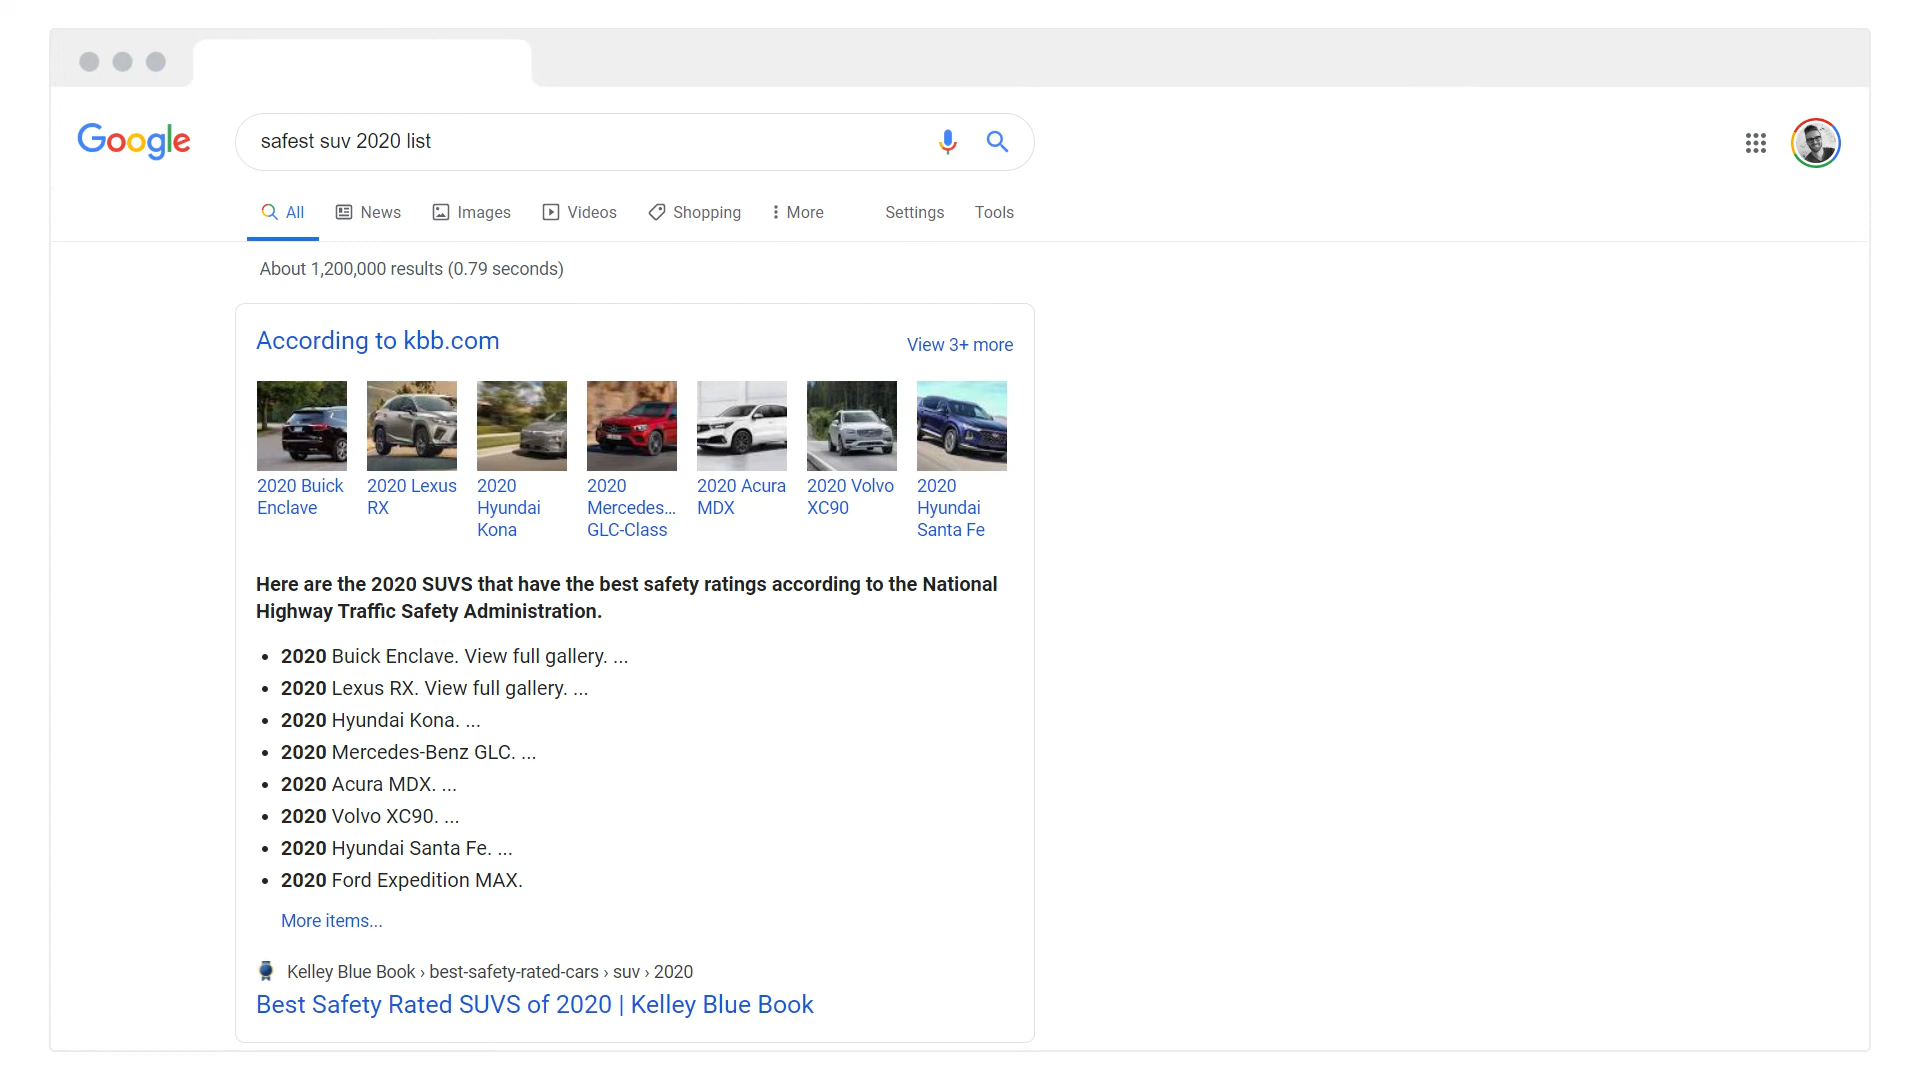 Google
safest suv 2020 list
All News Images Videos Shopping More Settings Tools
About 1,200,000 results (0.79 seconds)
According to kbb.com
View 3+ more
2020 Buick
Enclave
2020 Lexus
RX
2020
Hyundai
Kona
2020
Mercedes...
GLC-Class
2020 Acura
MDX
2020 Volvo
XC90
2020
Hyundai
Santa Fe
Here are the 2020 SUVS that have the best safety ratings according to the National
Highway Traffic Safety Administration.
• 2020 Buick Enclave. View full gallery. ...
• 2020 Lexus RX. View full gallery. ...
• 2020 Hyundai Kona. ...
• 2020 Mercedes-Benz GLC. ...
• 2020 Acura MDX. ...
• 2020 Volvo XC90. ...
• 2020 Hyundai Santa Fe. ...
• 2020 Ford Expedition MAX.
More items...
Kelley Blue Book › best-safety-rated-cars › suv › 2020
Best Safety Rated SUVS of 2020 | Kelley Blue Book